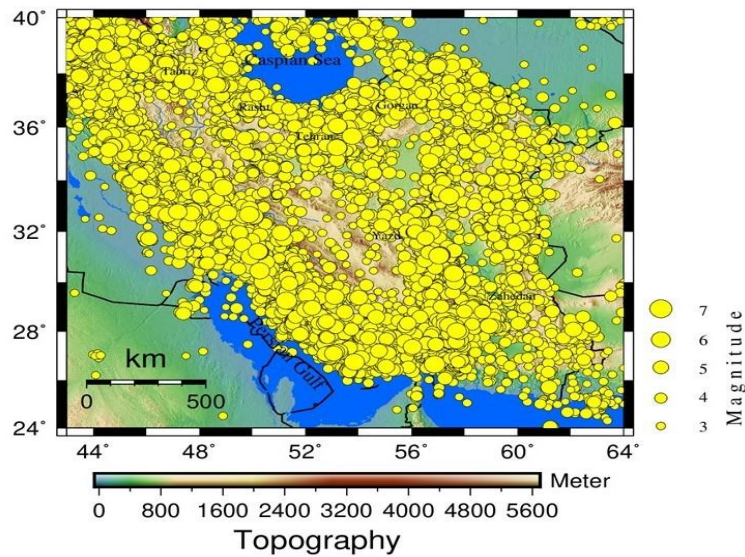 40°
36°
32°
28°
24°
44°
48°
52°
56°
60°
64°
Caspian Sea
Tabriz
Rasht
Gorgan
Tehran
Yazd
Zahedan
Persian Gulf
km
0
500
7
6
5
4
3
Magnitude
Meter
0
800
1600
2400
3200
4000
4800
5600
Topography